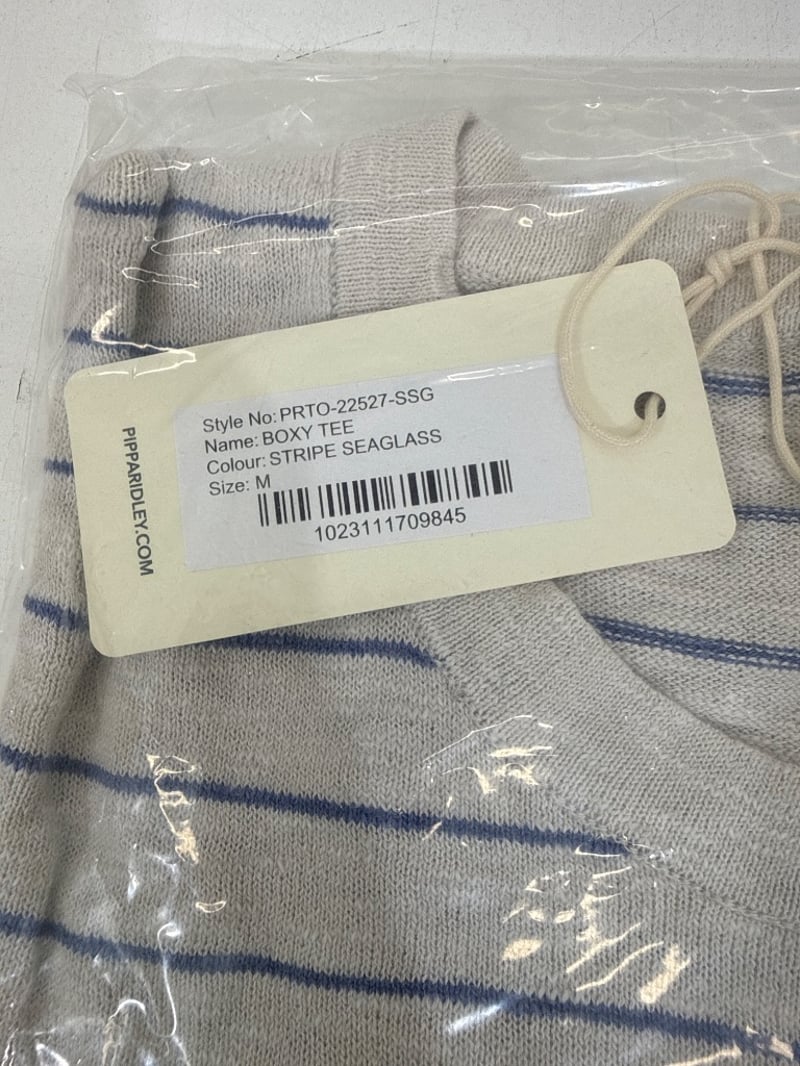 Style No: PRTO-22527-SSG
Name: BOXY TEE
Colour: STRIPE SEAGLASS
Size: M
1023111709845
PIPPARIDLEY.COM